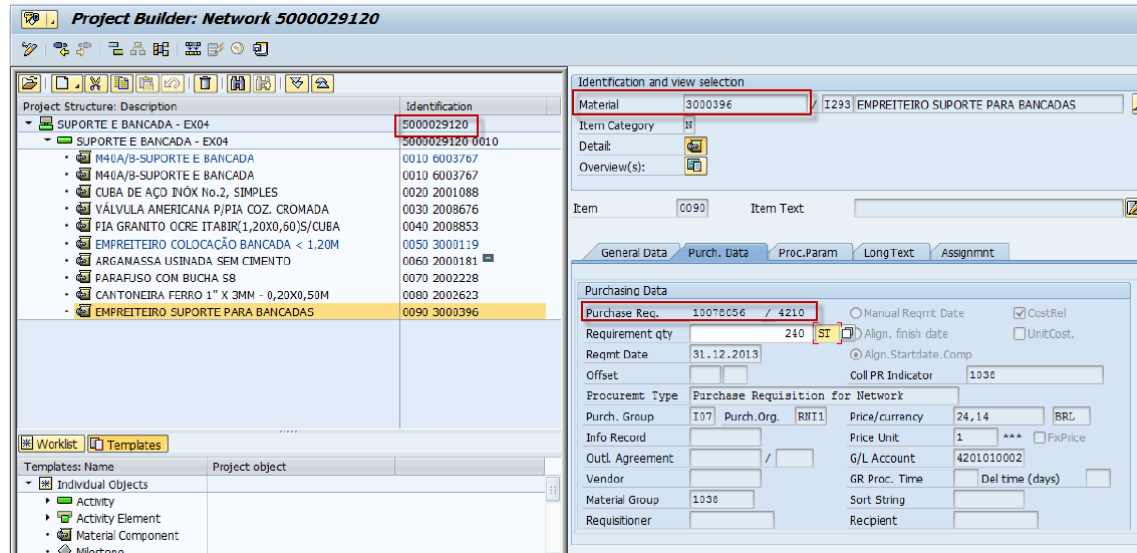 Project Builder: Network 5000029120
Project Structure: Description Identification
SUPORTE E BANCADA - EX04 5000029120
SUPORTE E BANCADA - EX04 5000029120 0010
M40A/B-SUPORTE E BANCADA 0010 6003767
M40A/B-SUPORTE E BANCADA 0010 6003767
CUBA DE AÇO INÓX No.2, SIMPLES 0020 2001088
VÁLVULA AMERICANA P/PIA COZ. CROMADA 0030 2008676
PIA GRANITO OCRE ITABIR(1,20X0,60)S/CUBA 0040 2008853
EMPREITEIRO COLOCAÇÃO BANCADA < 1,20M 0050 3000119
ARGANASSA USINADA SEM CIMENTO 0060 2000181
PARAFUSO COM BUCHA S8 0070 2002228
CANTONEIRA FERRO 1" X 3MM - 0,20X0,50M 0080 2002623
EMPREITEIRO SUPORTE PARA BANCADAS 0090 3000396
Worklist Templates
Templates: Name Project object
Individual Objects
Activity
Activity Element
Material Component
Milestone
Identification and view selection
Material 3000396 / I293 EMPREITEIRO SUPORTE PARA BANCADAS
Item Category N
Detail:
Overview(s):
Item 0090 Item Text
General Data Purch. Data Proc.Param LongText Assignmnt
Purchasing Data
Purchase Req. 10078056 / 4210 Manual Reqmt Date CostRel
Requirement qty 240 ST Align. finish date UnitCost.
Reqmt Date 31.12.2013 Algn.Startdate.Comp
Offset Coll PR Indicator 1038
Procuremt Type Purchase Requisition for Network
Purch. Group I07 Purch.Org. RNI1 Price/currency 24,14 BRL
Info Record Price Unit 1 *** FxPrice
Outl. Agreement / G/L Account 4201010002
Vendor GR Proc. Time Del time (days)
Material Group 1038 Sort String
Requisitioner Recipient